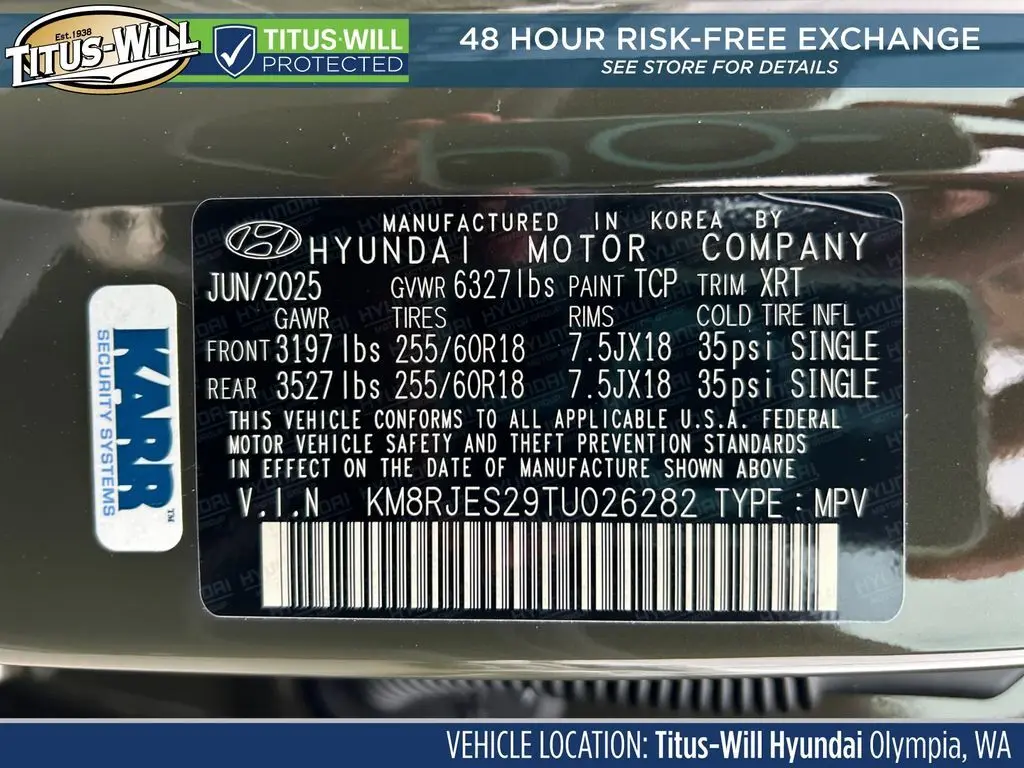 Est. 1938
TITUS-WILL
TITUS-WILL
PROTECTED
48 HOUR RISK-FREE EXCHANGE
SEE STORE FOR DETAILS
MANUFACTURED IN KOREA BY
HYUNDAI MOTOR COMPANY
JUN/2025 GVWR 6327lbs PAINT TCP TRIM XRT
GAWR TIRES RIMS COLD TIRE INFL
FRONT 3197lbs 255/60R18 7.5JX18 35psi SINGLE
REAR 3527lbs 255/60R18 7.5JX18 35psi SINGLE
THIS VEHICLE CONFORMS TO ALL APPLICABLE U.S.A. FEDERAL
MOTOR VEHICLE SAFETY AND THEFT PREVENTION STANDARDS
IN EFFECT ON THE DATE OF MANUFACTURE SHOWN ABOVE
V.I.N KM8RJES29TU026282 TYPE : MPV
KARR™
SECURITY SYSTEMS
VEHICLE LOCATION: Titus-Will Hyundai Olympia, WA